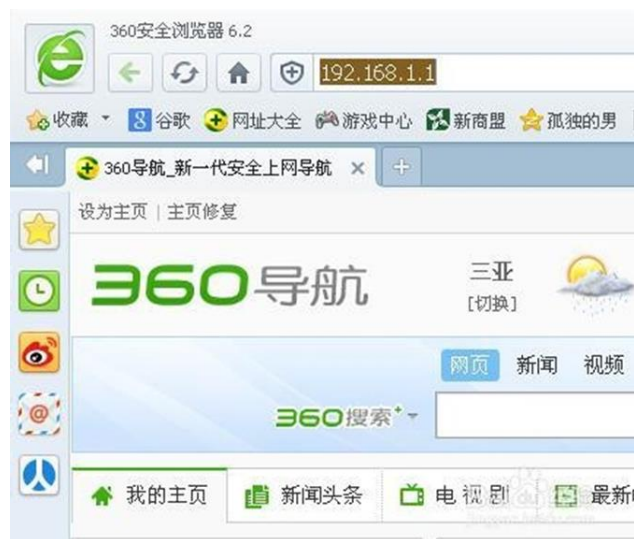 360安全浏览器 6.2
192.168.1.1
收藏 谷歌 网址大全 游戏中心 新商盟 孤独的男
360导航_新一代安全上网导航
设为主页 | 主页修复
360导航 三亚
[切换]
网页 新闻 视频
360搜索
我的主页 新闻头条 电视剧 最新